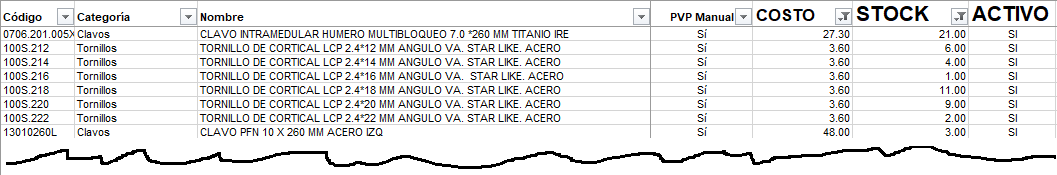 Código Categoría Nombre PVP Manual COSTO STOCK ACTIVO
0706.201.005X Clavos CLAVO INTRAMEDULAR HUMERO MULTIBLOQUEO 7.0 *260 MM TITANIO IRE Sí 27.30 21.00 SI
100S.212 Tornillos TORNILLO DE CORTICAL LCP 2.4*12 MM ANGULO VA. STAR LIKE. ACERO Sí 3.60 6.00 SI
100S.214 Tornillos TORNILLO DE CORTICAL LCP 2.4*14 MM ANGULO VA. STAR LIKE. ACERO Sí 3.60 4.00 SI
100S.216 Tornillos TORNILLO DE CORTICAL LCP 2.4*16 MM ANGULO VA. STAR LIKE. ACERO Sí 3.60 1.00 SI
100S.218 Tornillos TORNILLO DE CORTICAL LCP 2.4*18 MM ANGULO VA. STAR LIKE. ACERO Sí 3.60 11.00 SI
100S.220 Tornillos TORNILLO DE CORTICAL LCP 2.4*20 MM ANGULO VA. STAR LIKE. ACERO Sí 3.60 9.00 SI
100S.222 Tornillos TORNILLO DE CORTICAL LCP 2.4*22 MM ANGULO VA. STAR LIKE. ACERO Sí 3.60 2.00 SI
13010260L Clavos CLAVO PFN 10 X 260 MM ACERO IZQ Sí 48.00 3.00 SI